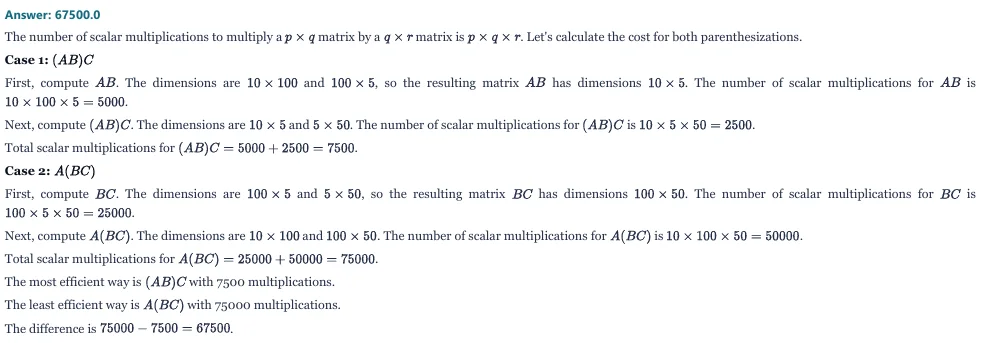 Answer: 67500.0
The number of scalar multiplications to multiply a p × q matrix by a q × r matrix is p × q × r. Let's calculate the cost for both parenthesizations.
Case 1: (AB)C
First, compute AB. The dimensions are 10 × 100 and 100 × 5, so the resulting matrix AB has dimensions 10 × 5. The number of scalar multiplications for AB is
10 × 100 × 5 = 5000.
Next, compute (AB)C. The dimensions are 10 × 5 and 5 × 50. The number of scalar multiplications for (AB)C is 10 × 5 × 50 = 2500.
Total scalar multiplications for (AB)C = 5000 + 2500 = 7500.
Case 2: A(BC)
First, compute BC. The dimensions are 100 × 5 and 5 × 50, so the resulting matrix BC has dimensions 100 × 50. The number of scalar multiplications for BC is
100 × 5 × 50 = 25000.
Next, compute A(BC). The dimensions are 10 × 100 and 100 × 50. The number of scalar multiplications for A(BC) is 10 × 100 × 50 = 50000.
Total scalar multiplications for A(BC) = 25000 + 50000 = 75000.
The most efficient way is (AB)C with 7500 multiplications.
The least efficient way is A(BC) with 75000 multiplications.
The difference is 75000 − 7500 = 67500.